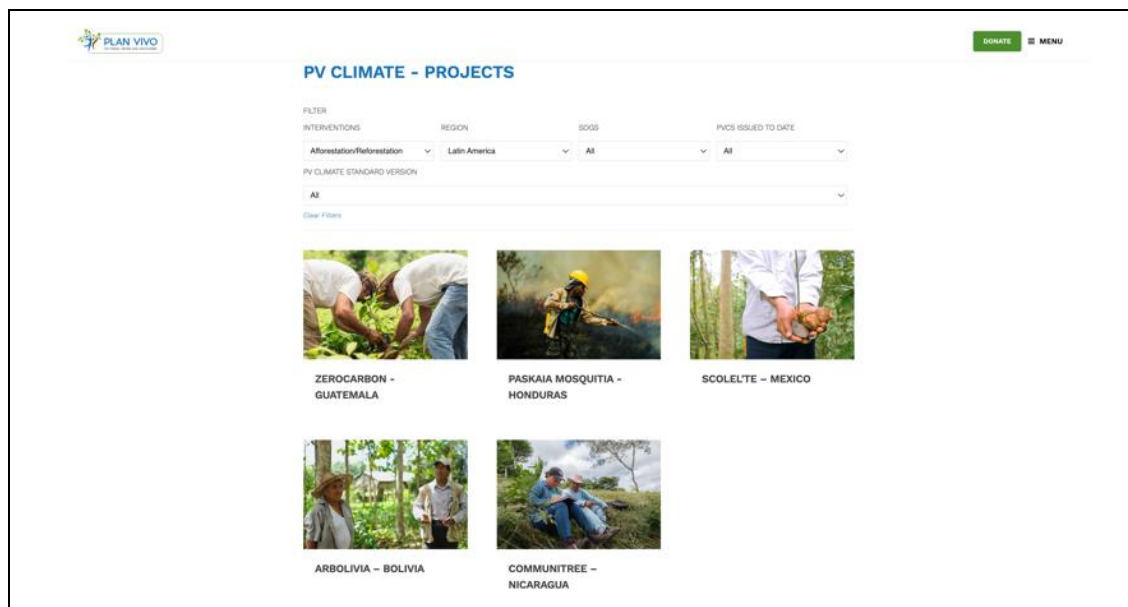 PLAN VIVO
DONATE
MENU
PV CLIMATE - PROJECTS
FILTER
INTERVENTIONS REGION SDGS PVCS ISSUED TO DATE
Afforestation/Reforestation Latin America All All
PV CLIMATE STANDARD VERSION
All
Clear Filters
ZEROCARBON -
GUATEMALA
PASKAIA MOSQUITIA -
HONDURAS
SCOLEL'TE – MEXICO
ARBOLIVIA – BOLIVIA
COMMUNITREE –
NICARAGUA